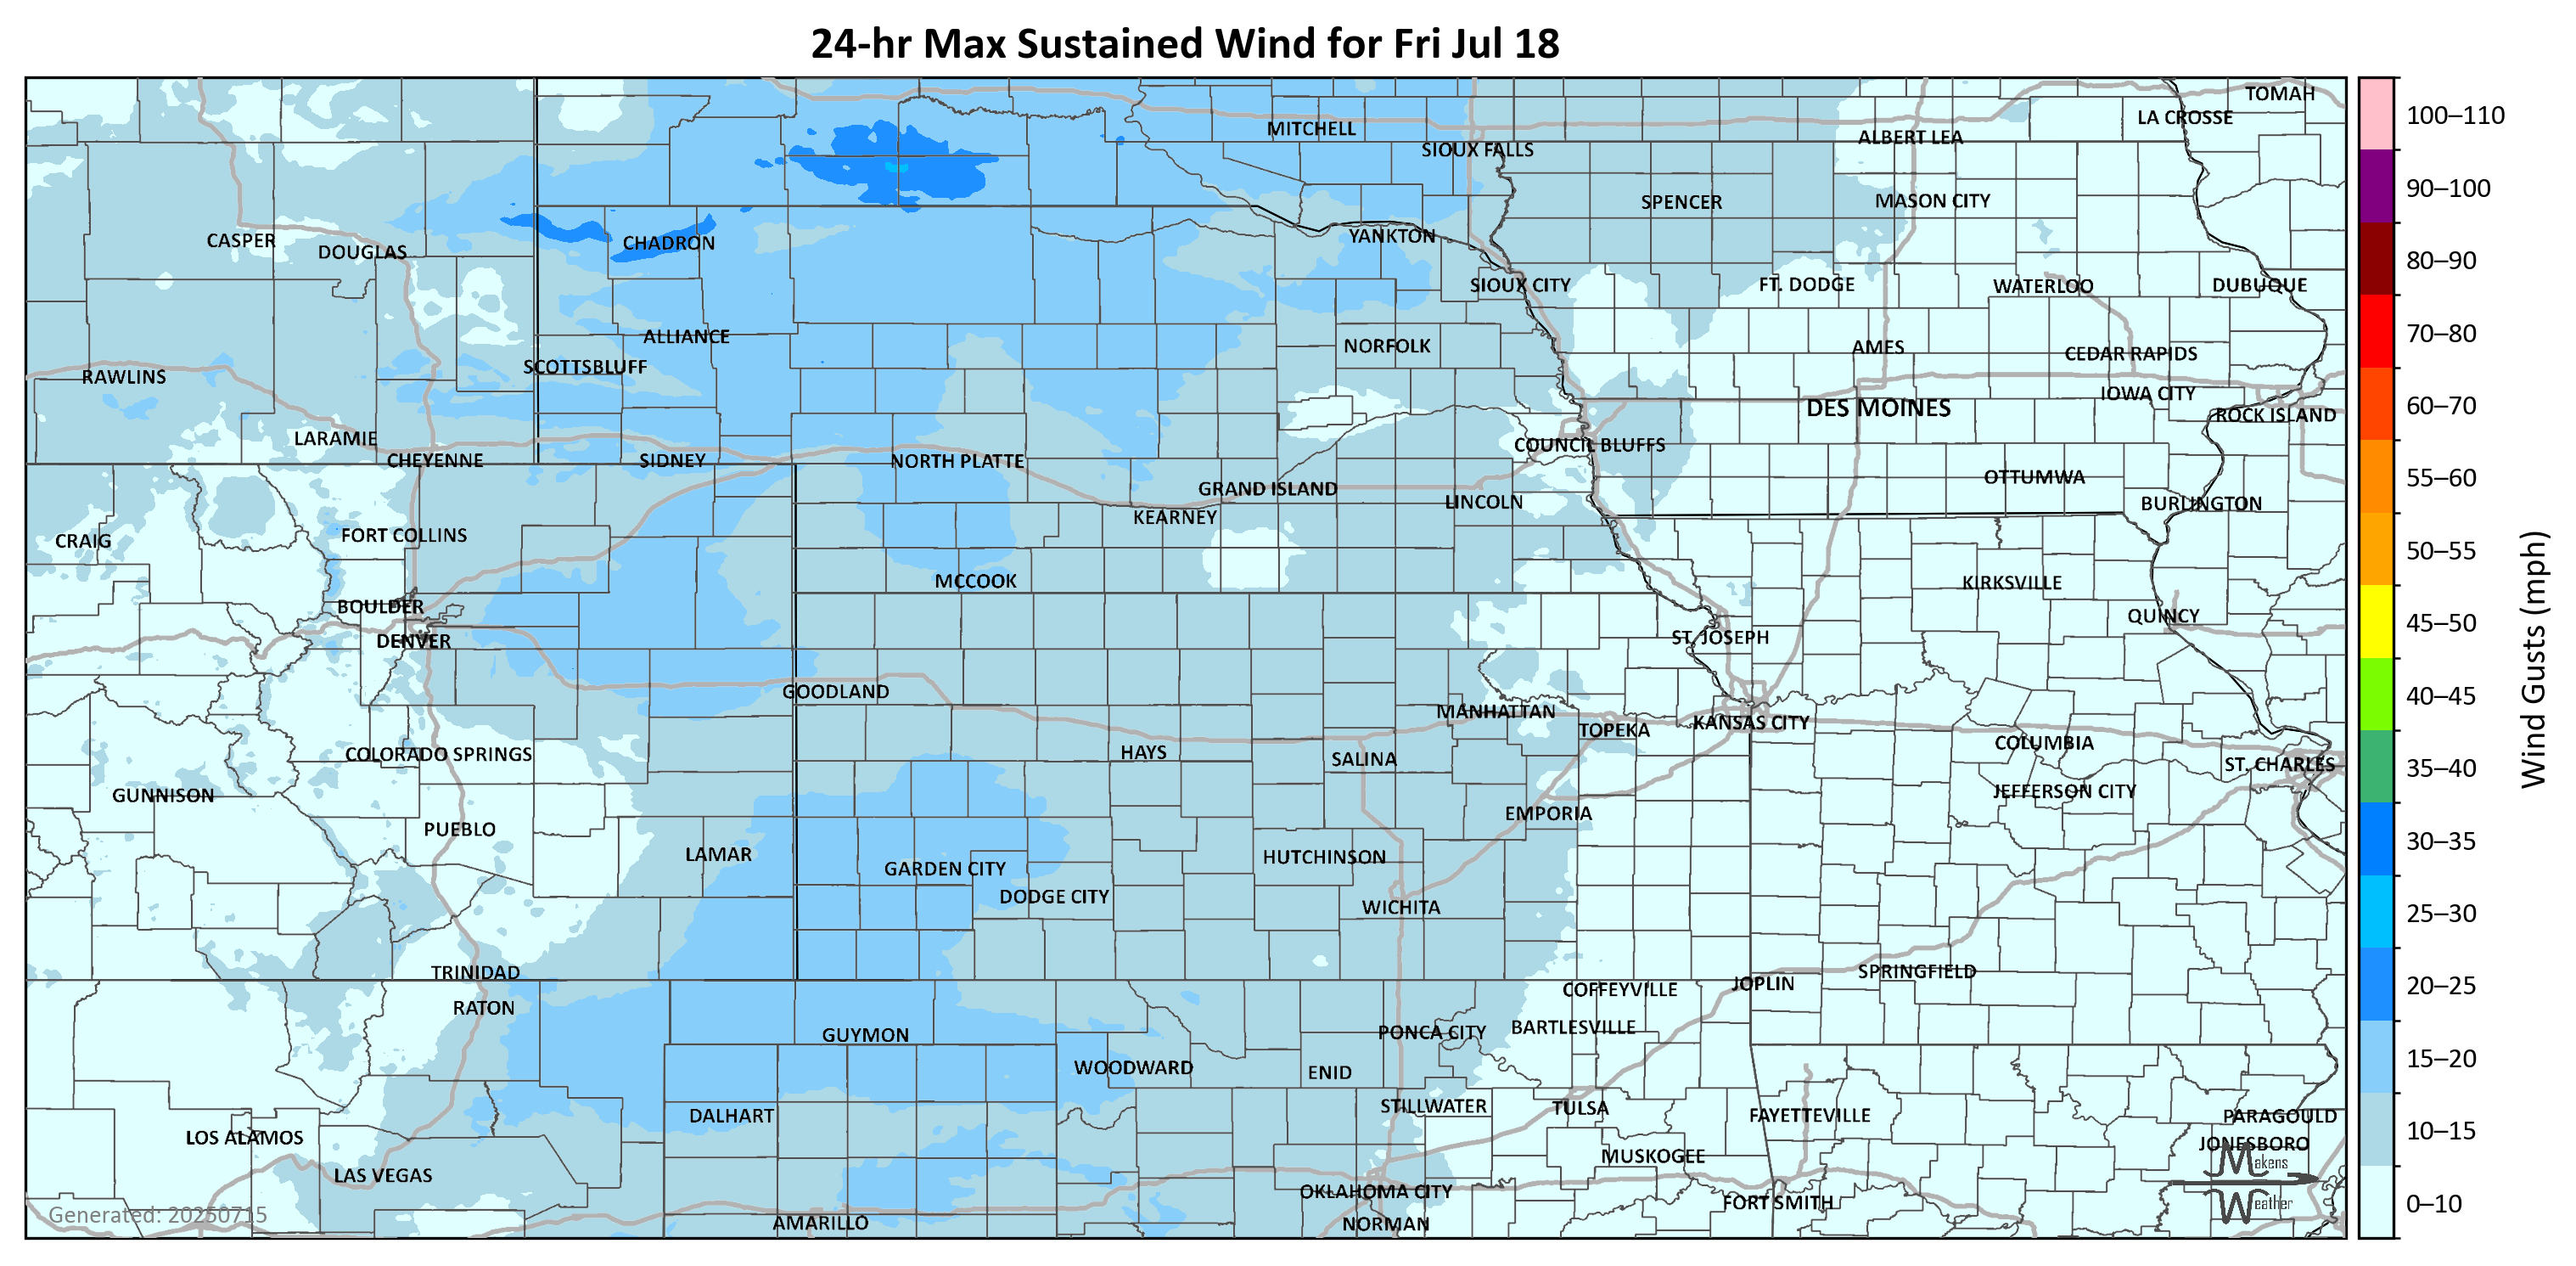 24-hr Max Sustained Wind for Fri Jul 18
TOMAH
LA CROSSE
MITCHELL
ALBERT LEA
SIOUX FALLS
SPENCER
MASON CITY
CASPER
DOUGLAS
CHADRON
YANKTON
SIOUX CITY
FT. DODGE
WATERLOO
DUBUQUE
ALLIANCE
NORFOLK
AMES
CEDAR RAPIDS
SCOTTSBLUFF
RAWLINS
IOWA CITY
DES MOINES
ROCK ISLAND
LARAMIE
COUNCIL BLUFFS
CHEYENNE
SIDNEY
NORTH PLATTE
OTTUMWA
GRAND ISLAND
LINCOLN
BURLINGTON
KEARNEY
FORT COLLINS
CRAIG
MCCOOK
KIRKSVILLE
BOULDER
QUINCY
DENVER
ST. JOSEPH
GOODLAND
MANHATTAN
KANSAS CITY
TOPEKA
COLUMBIA
COLORADO SPRINGS
HAYS
SALINA
ST. CHARLES
GUNNISON
JEFFERSON CITY
EMPORIA
PUEBLO
LAMAR
HUTCHINSON
GARDEN CITY
DODGE CITY
WICHITA
TRINIDAD
SPRINGFIELD
JOPLIN
COFFEYVILLE
RATON
GUYMON
PONCA CITY
BARTLESVILLE
WOODWARD
ENID
STILLWATER
TULSA
DALHART
FAYETTEVILLE
PARAGOULD
LOS ALAMOS
JONESBORO
MUSKOGEE
LAS VEGAS
OKLAHOMA CITY
FORT SMITH
AMARILLO
NORMAN
Generated: 20250715
Makens
Weather
100–110
90–100
80–90
70–80
60–70
55–60
50–55
45–50
40–45
35–40
30–35
25–30
20–25
15–20
10–15
0–10
Wind Gusts (mph)